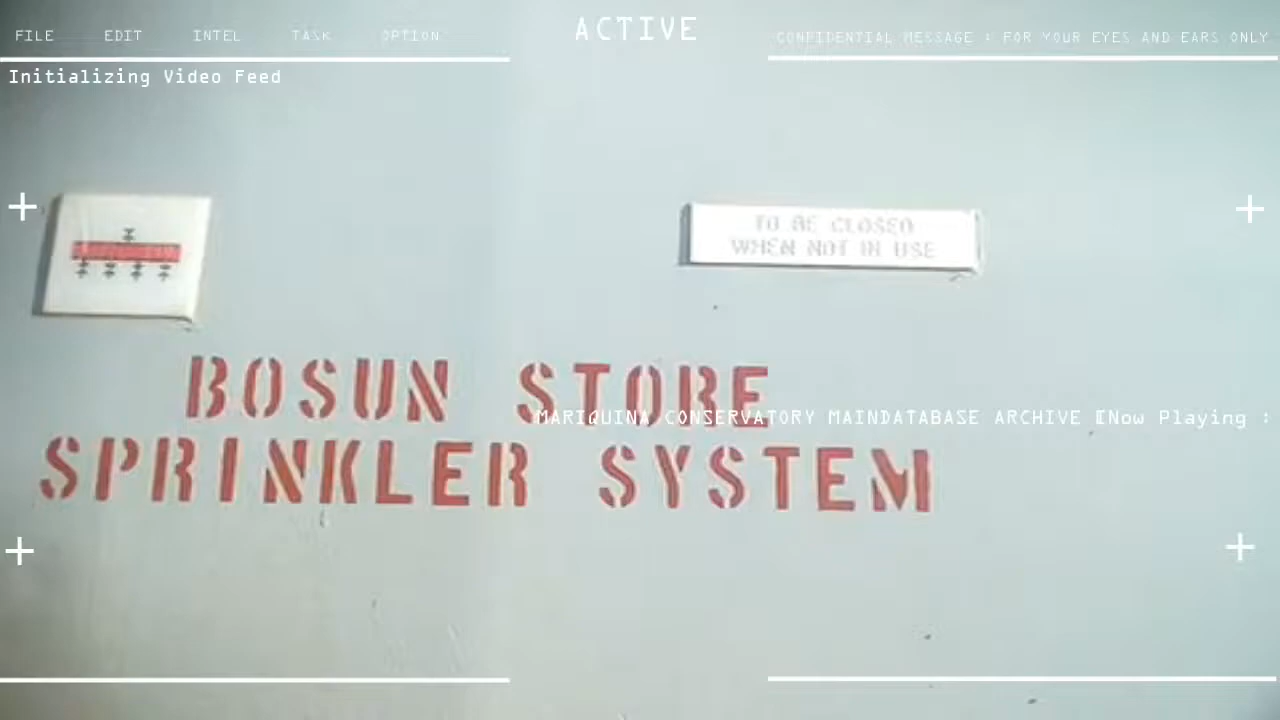 FILE EDIT INTEL TASK OPTION
ACTIVE
CONFIDENTIAL MESSAGE : FOR YOUR EYES AND EARS ONLY
Initializing Video Feed
TO BE CLOSED
WHEN NOT IN USE
BOSUN STORE
MARIQUINA CONSERVATORY MAINDATABASE ARCHIVE [Now Playing :
SPRINKLER SYSTEM